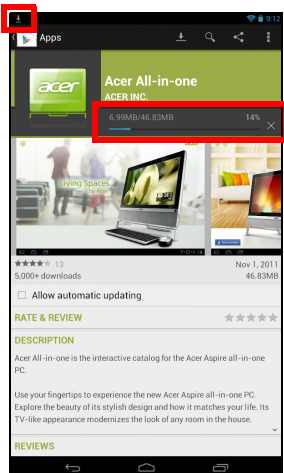 9:12
Apps
acer
Acer All-in-one
ACER INC.
6.99MB/46.83MB 14%
Living Spaces
by Acer
13
Nov 1, 2011
5,000+ downloads
46.83MB
Allow automatic updating
RATE & REVIEW
DESCRIPTION
Acer All-in-one is the interactive catalog for the Acer Aspire all-in-one
PC.
Use your fingertips to experience the new Acer Aspire all-in-one PC.
Explore the beauty of its stylish design and how it matches your life. Its
TV-like appearance modernizes the look of any room in the house.
REVIEWS